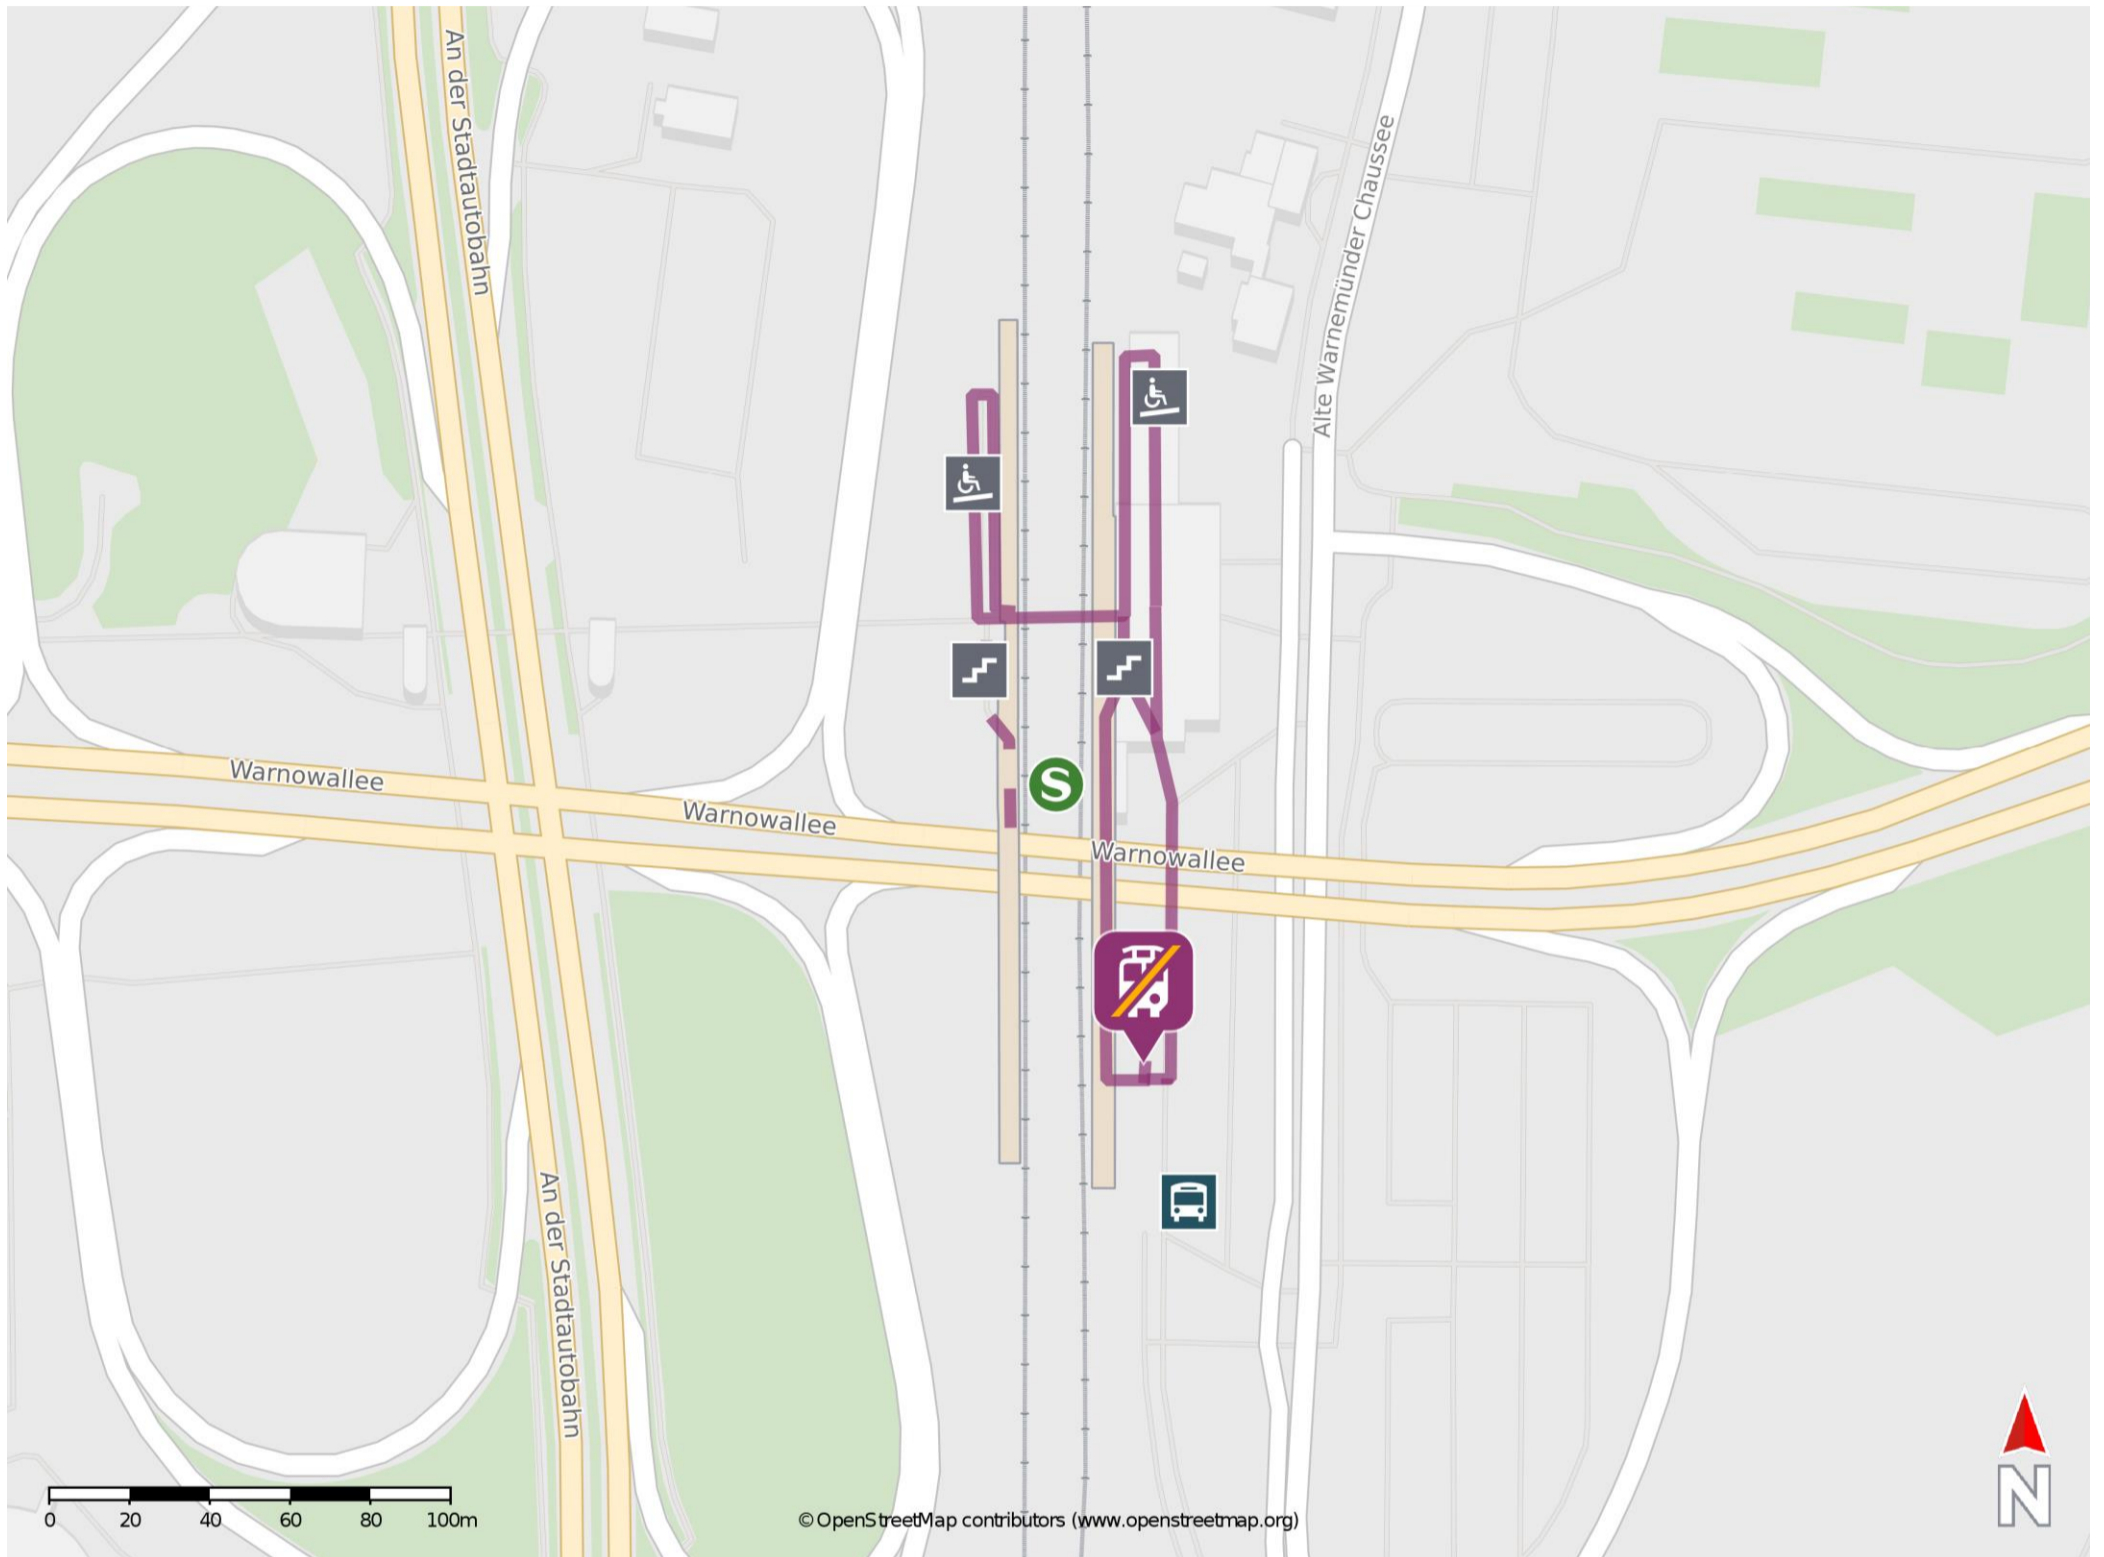 An der Stadtautobahn
Alte Warnemünder Chaussee
Warnowallee
Warnowallee
S
Warnowallee
An der Stadtautobahn
N
0 20 40 60 80 100m
© OpenStreetMap contributors (www.openstreetmap.org)